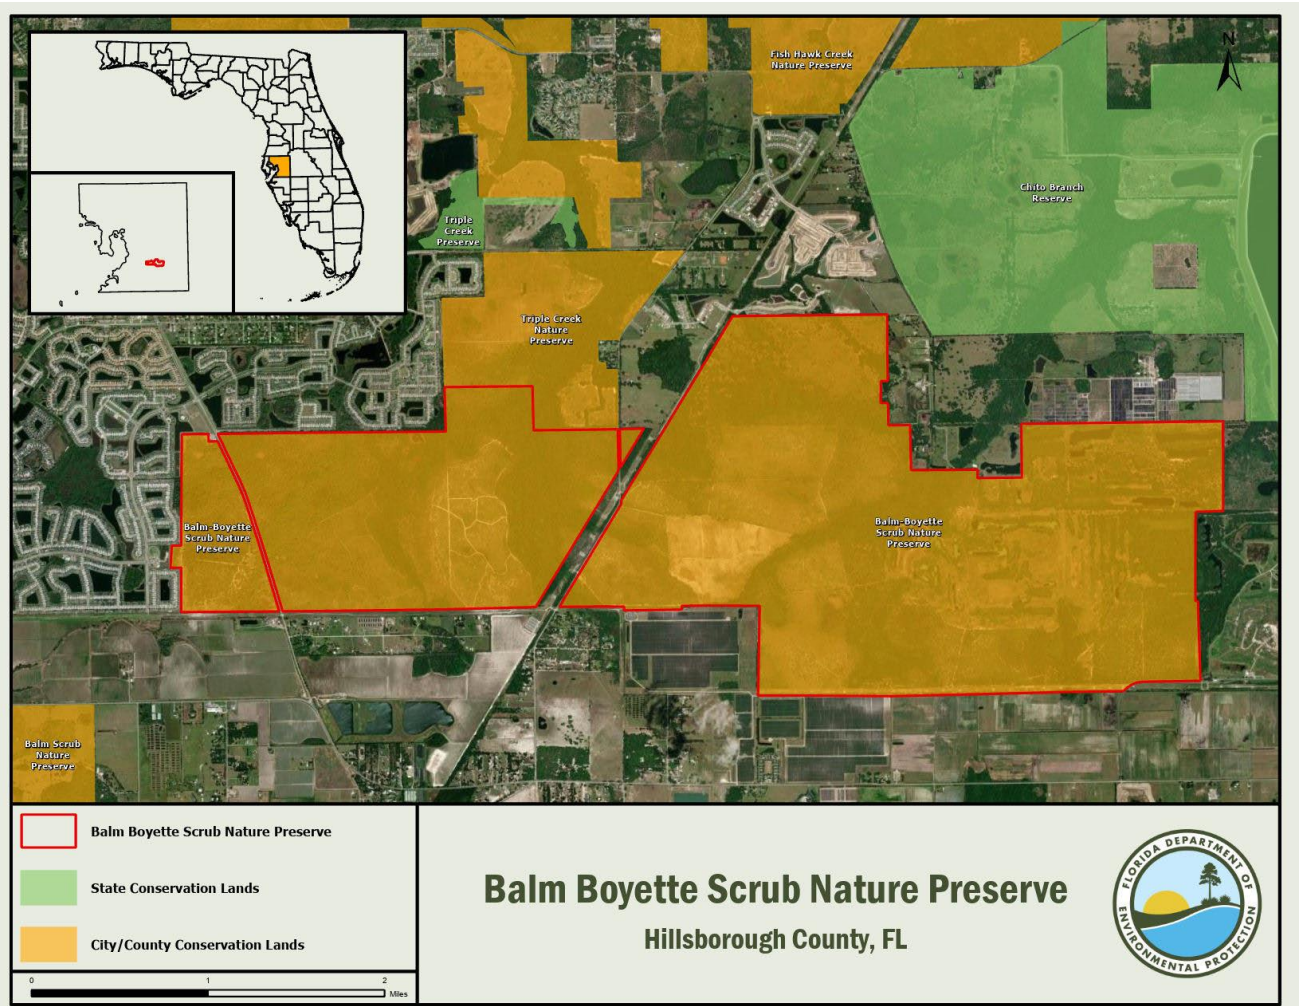 Fish Hawk Creek
Nature Preserve
N
Chito Branch
Reserve
Triple
Creek
Preserve
Triple Creek
Nature
Preserve
Balm-Boyette
Scrub Nature
Preserve
Balm-Boyette
Scrub Nature
Preserve
Balm Scrub
Nature
Preserve
Balm Boyette Scrub Nature Preserve
State Conservation Lands
City/County Conservation Lands
0 1 2
Miles
Balm Boyette Scrub Nature Preserve
Hillsborough County, FL
FLORIDA DEPARTMENT OF
ENVIRONMENTAL PROTECTION